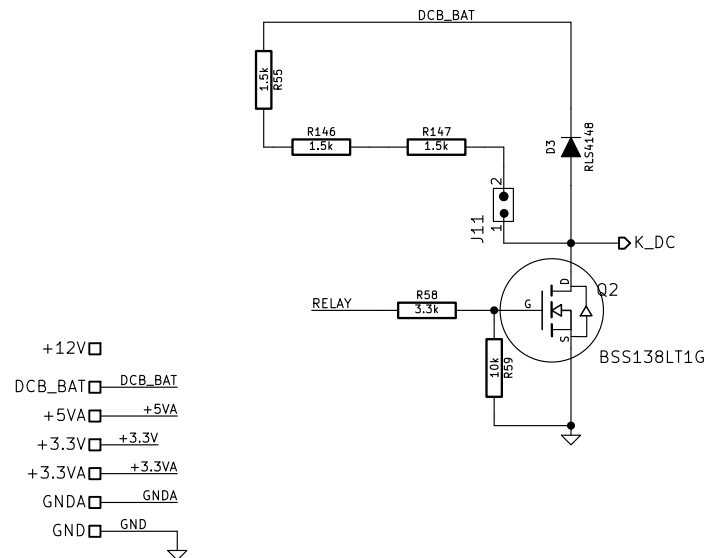 DCB_BAT
1.5k
R55
R146
1.5k
R147
1.5k
D3
RLS4148
2
1
J11
K_DC
RELAY
R58
3.3k
G
D
S
Q2
BSS138LT1G
10k
R59
+12V
DCB_BAT DCB_BAT
+5VA +5VA
+3.3V +3.3V
+3.3VA +3.3VA
GNDA GNDA
GND GND